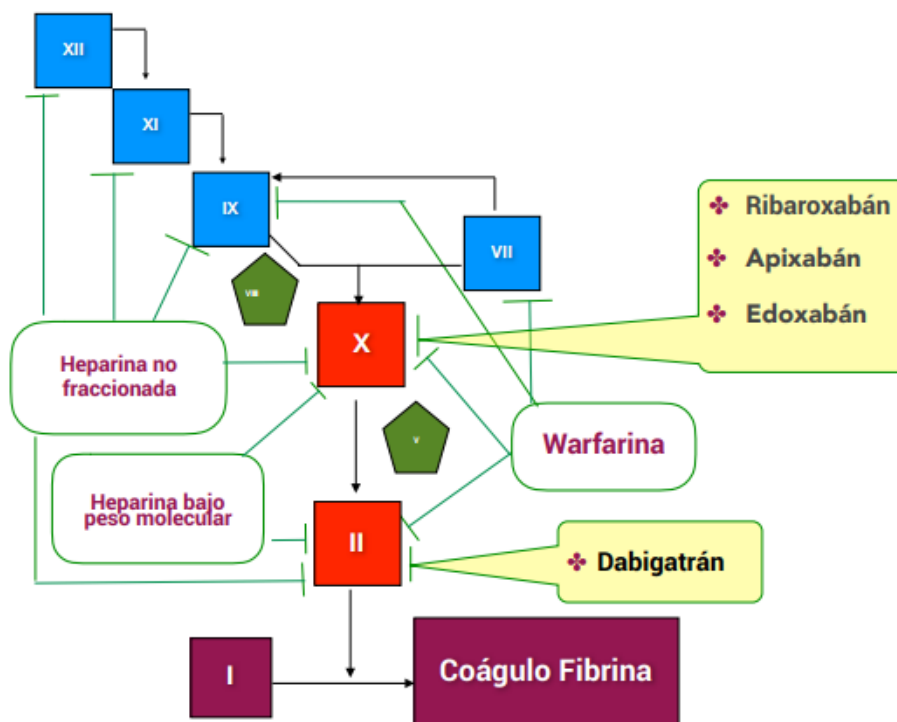 XII
XI
IX
VII
VIII
X
V
II
I
Ribaroxabán
Apixabán
Edoxabán
Heparina no
fraccionada
Heparina bajo
peso molecular
Warfarina
Dabigatrán
Coágulo Fibrina